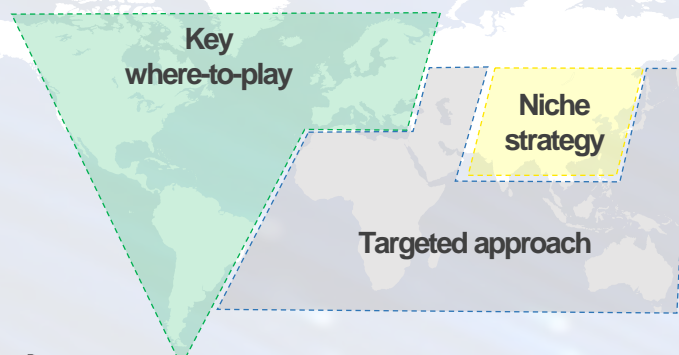 Key
where-to-play
Niche
strategy
Targeted approach